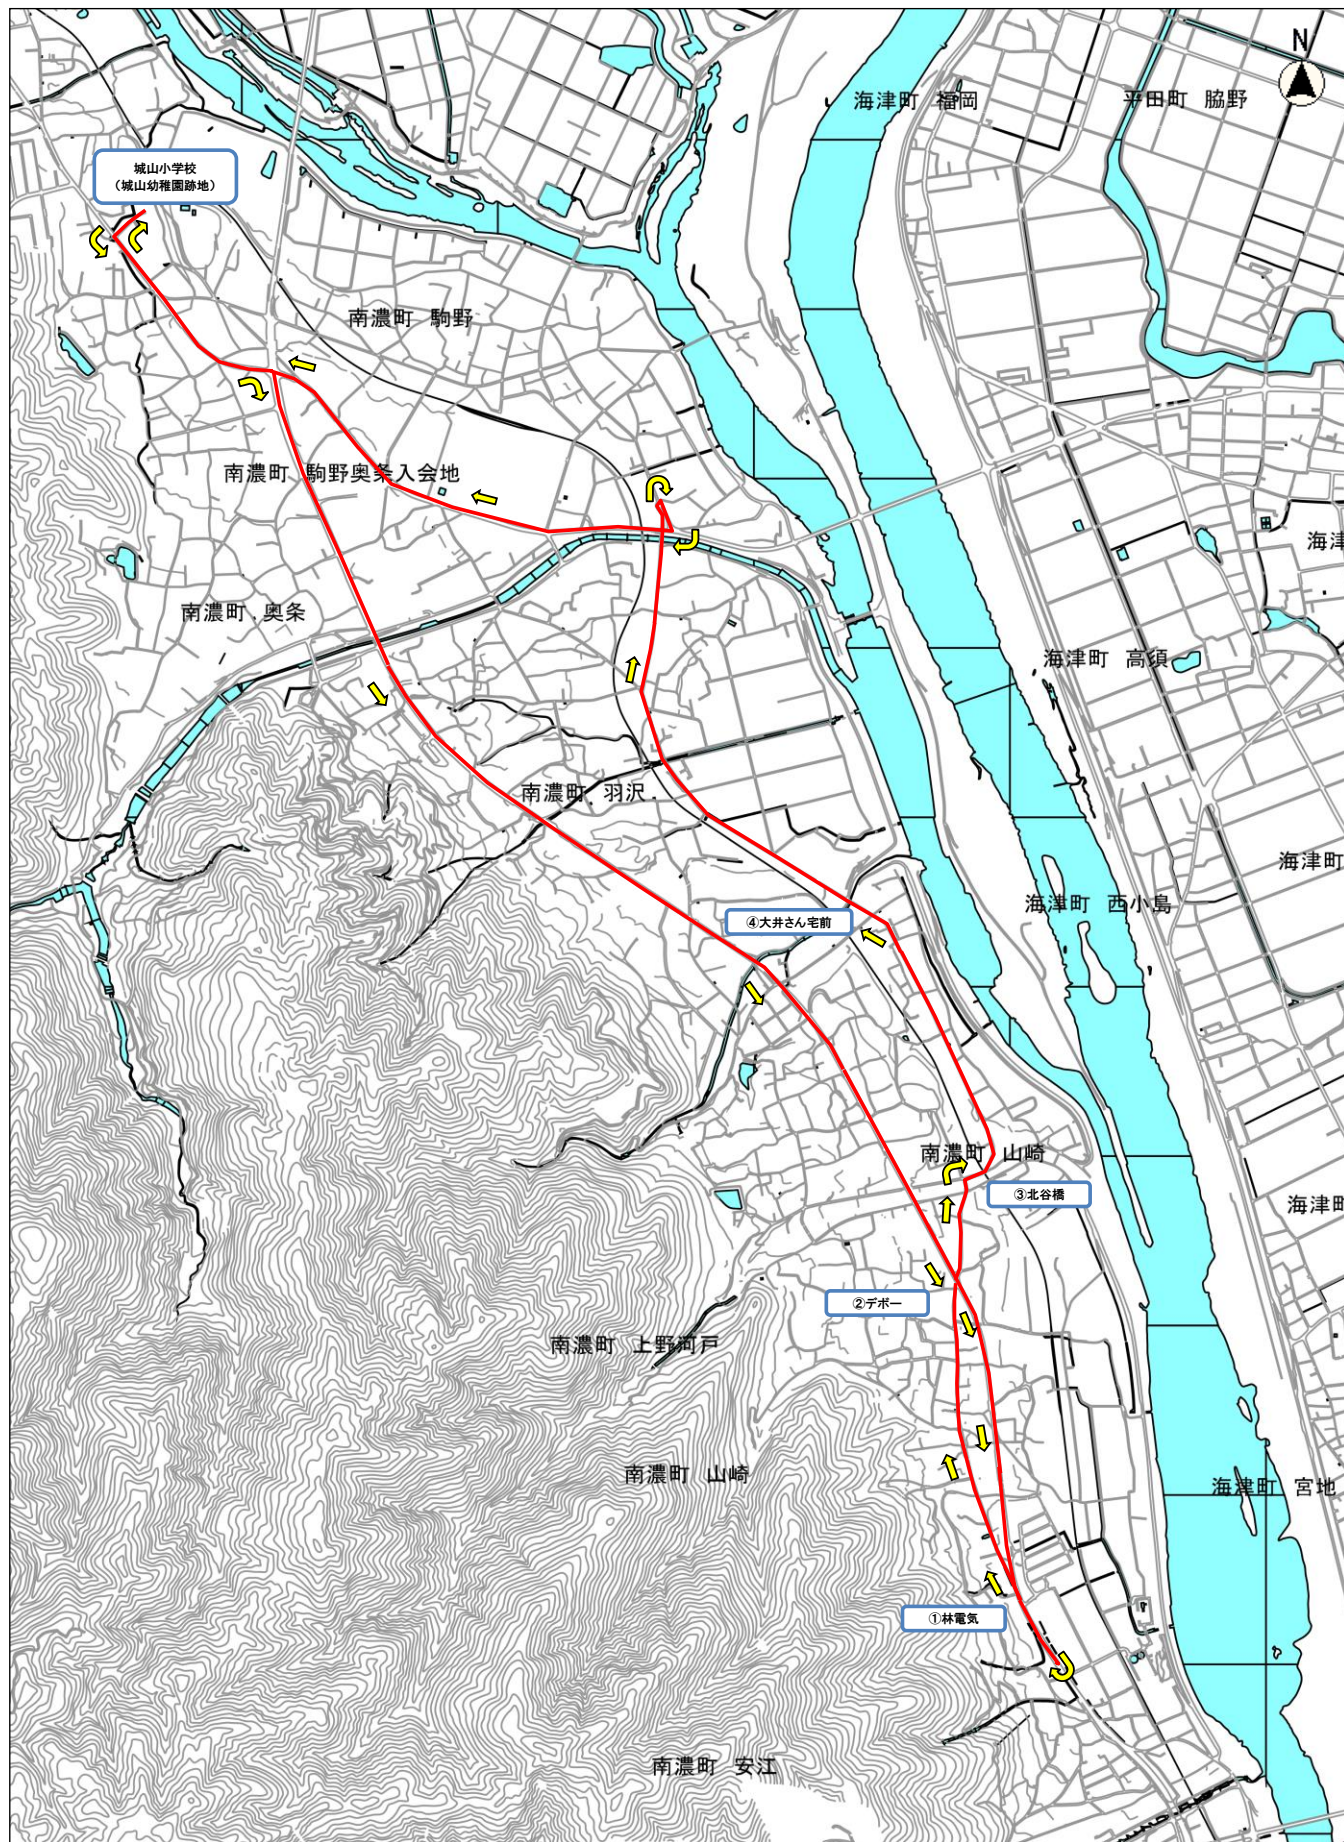 N
海津町 福岡
平田町 脇野
城山小学校
（城山幼稚園跡地）
南濃町 駒野
南濃町 駒野奥条入会地
海津
南濃町 奥条
海津町 高須
南濃町 羽沢
海津町
海津町 西小島
④大井さん宅前
南濃町 山崎
③北谷橋
海津町
②デポー
南濃町 上野河戸
南濃町 山崎
海津町 宮地
①林電気
南濃町 安江